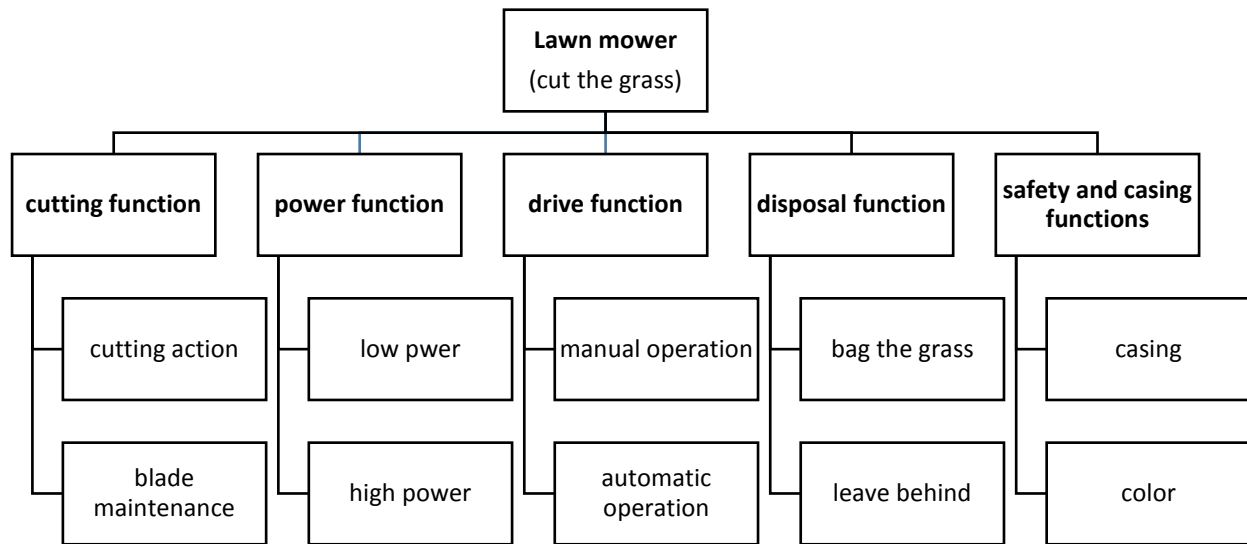 Lawn mower
(cut the grass)
cutting function
power function
drive function
disposal function
safety and casing
functions
cutting action
low pwer
manual operation
bag the grass
casing
blade
maintenance
high power
automatic
operation
leave behind
color